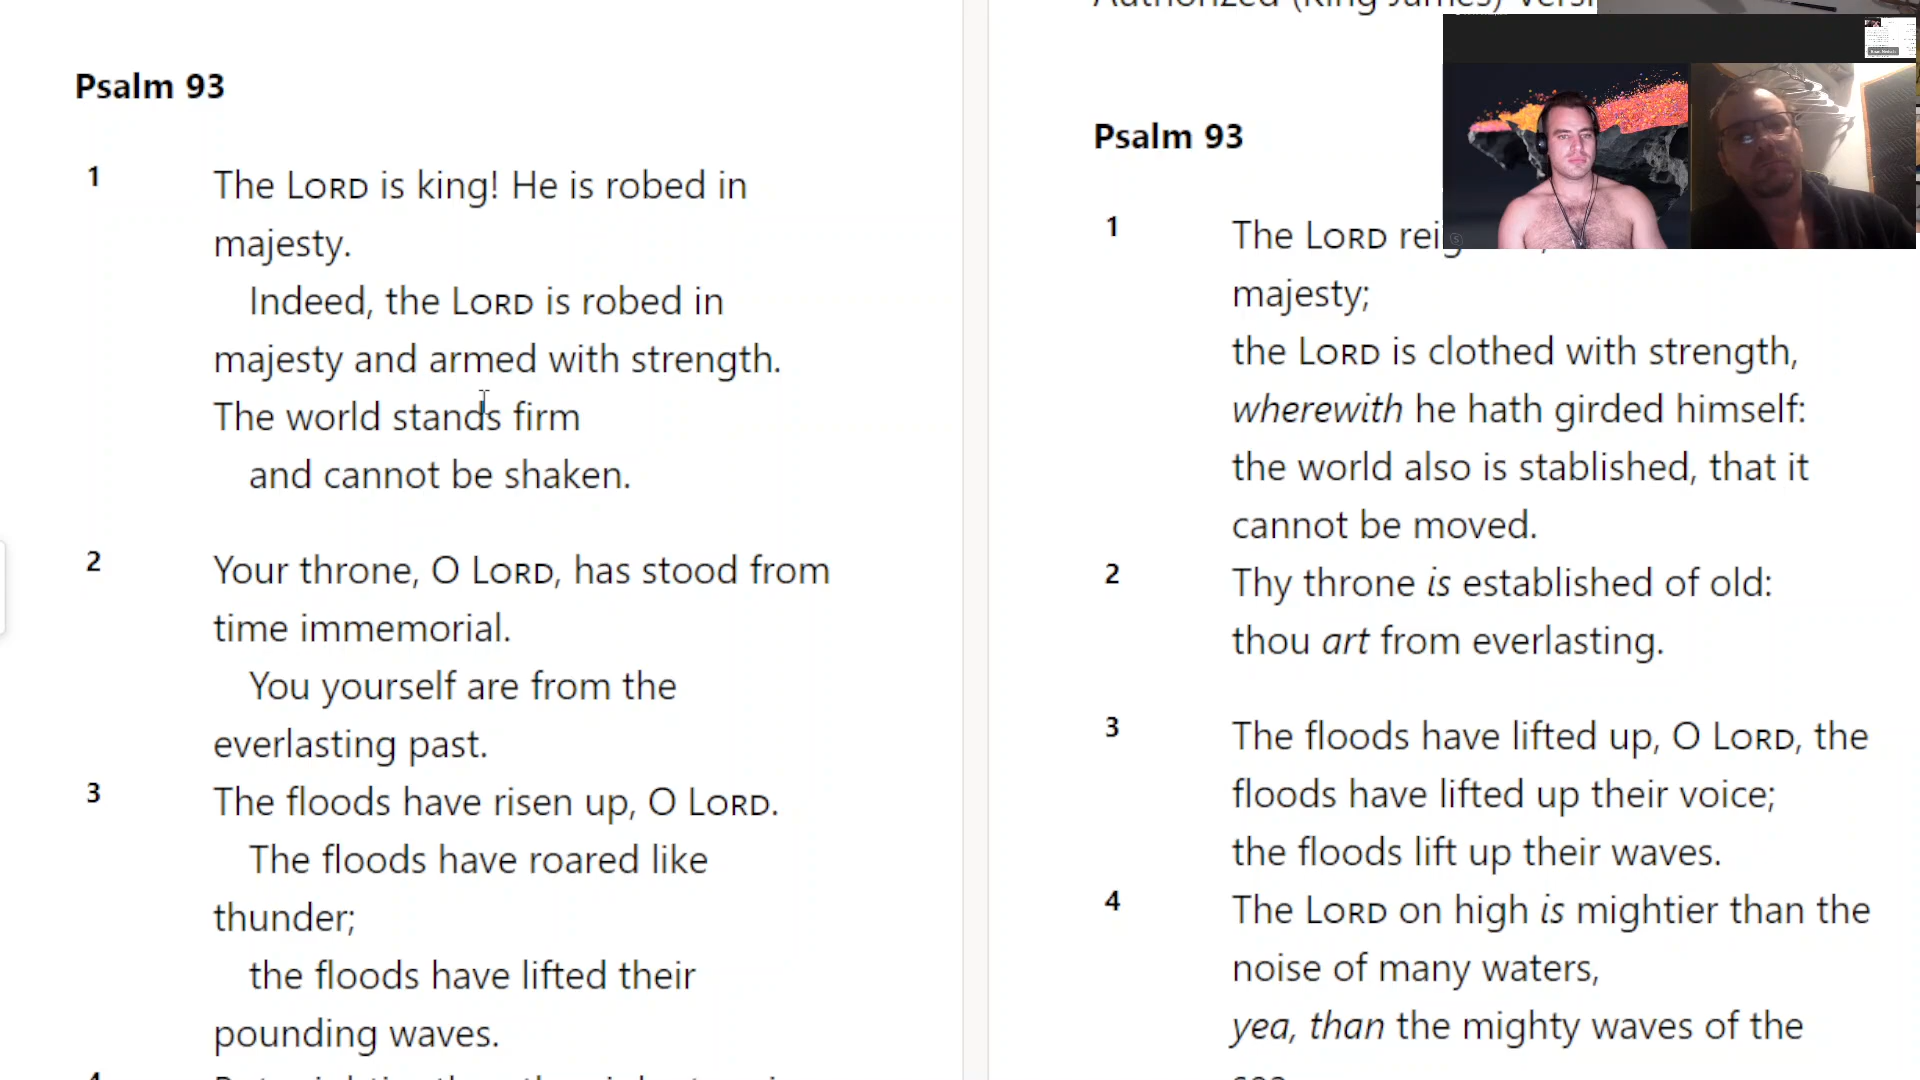 Psalm 93
1
The LORD is king! He is robed in
majesty.
Indeed, the LORD is robed in
majesty and armed with strength.
The world stands firm
and cannot be shaken.
2
Your throne, O LORD, has stood from
time immemorial.
You yourself are from the
everlasting past.
3
The floods have risen up, O LORD.
The floods have roared like
thunder;
the floods have lifted their
pounding waves.
4
Authorized (King James)
Psalm 93
1
The LORD
majesty;
the LORD is clothed with strength,
wherewith he hath girded himself:
the world also is stablished, that it
cannot be moved.
2
Thy throne is established of old:
thou art from everlasting.
3
The floods have lifted up, O LORD, the
floods have lifted up their voice;
the floods lift up their waves.
4
The LORD on high is mightier than the
noise of many waters,
yea, than the mighty waves of the